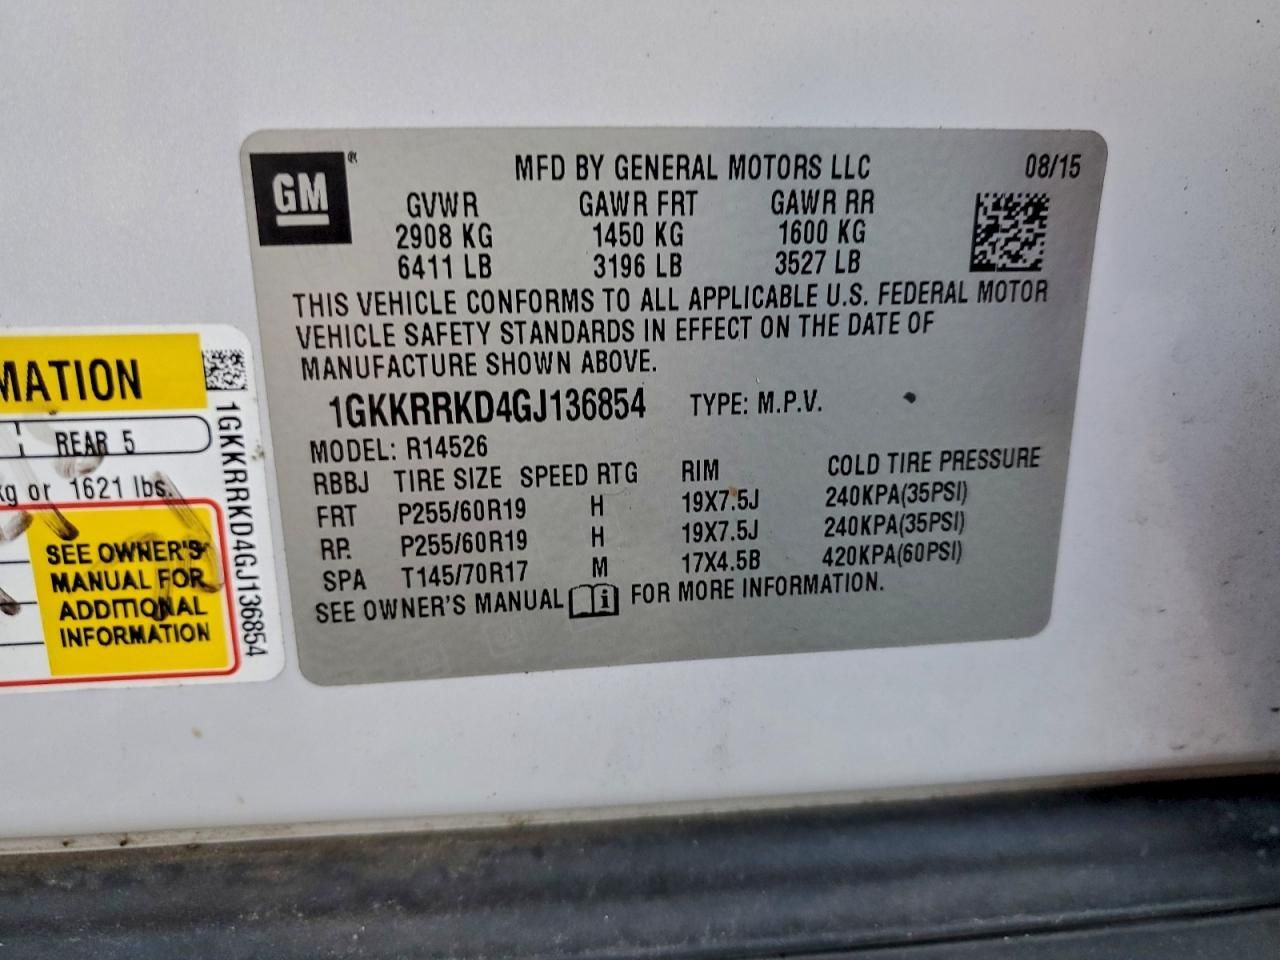 GM®
MFD BY GENERAL MOTORS LLC 08/15
GVWR GAWR FRT GAWR RR
2908 KG 1450 KG 1600 KG
6411 LB 3196 LB 3527 LB
THIS VEHICLE CONFORMS TO ALL APPLICABLE U.S. FEDERAL MOTOR
VEHICLE SAFETY STANDARDS IN EFFECT ON THE DATE OF
MANUFACTURE SHOWN ABOVE.
1GKKRRKD4GJ136854 TYPE: M.P.V.
MODEL: R14526
RBBJ TIRE SIZE SPEED RTG RIM COLD TIRE PRESSURE
FRT P255/60R19 H 19X7.5J 240KPA(35PSI)
RR P255/60R19 H 19X7.5J 240KPA(35PSI)
SPA T145/70R17 M 17X4.5B 420KPA(60PSI)
SEE OWNER'S MANUAL i FOR MORE INFORMATION.
MATION
REAR 5
kg or 1621 lbs.
SEE OWNER'S
MANUAL FOR
ADDITIONAL
INFORMATION
1GKKRRKD4GJ136854